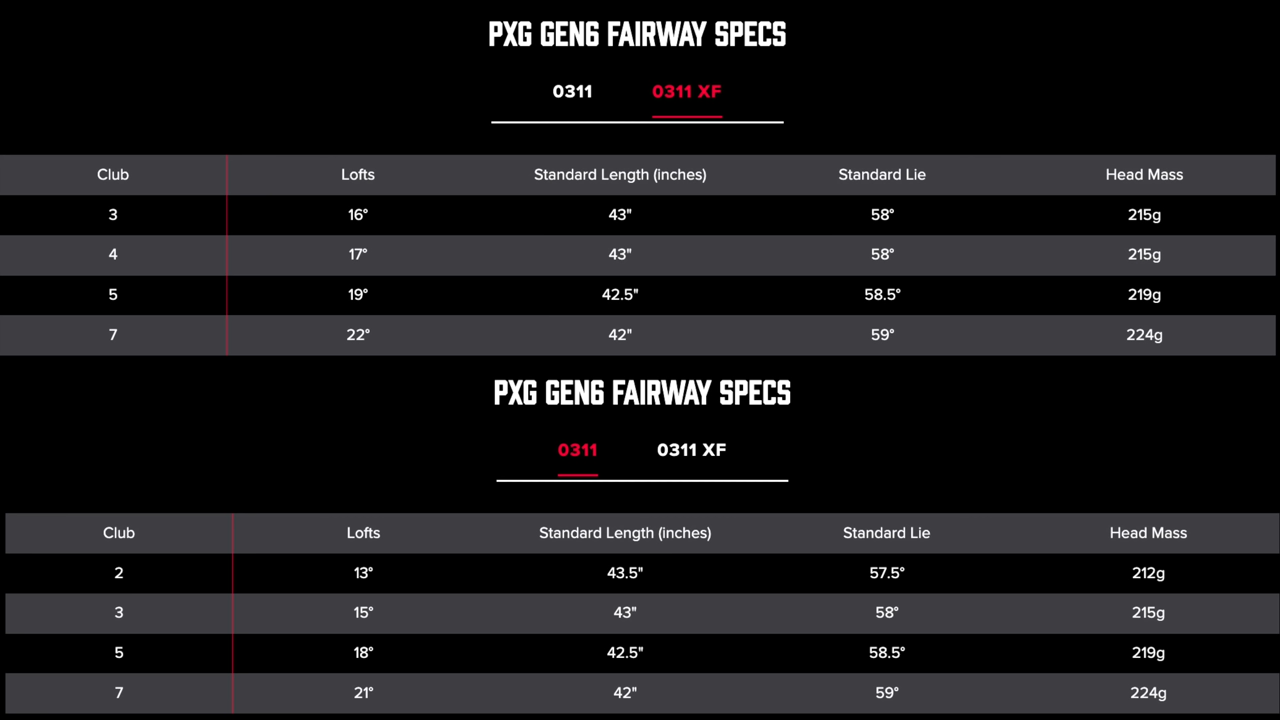 PXG GEN6 FAIRWAY SPECS
0311 0311 XF
Club Lofts Standard Length (inches) Standard Lie Head Mass
3 16° 43" 58° 215g
4 17° 43" 58° 215g
5 19° 42.5" 58.5° 219g
7 22° 42" 59° 224g
PXG GEN6 FAIRWAY SPECS
0311 0311 XF
Club Lofts Standard Length (inches) Standard Lie Head Mass
2 13° 43.5" 57.5° 212g
3 15° 43" 58° 215g
5 18° 42.5" 58.5° 219g
7 21° 42" 59° 224g